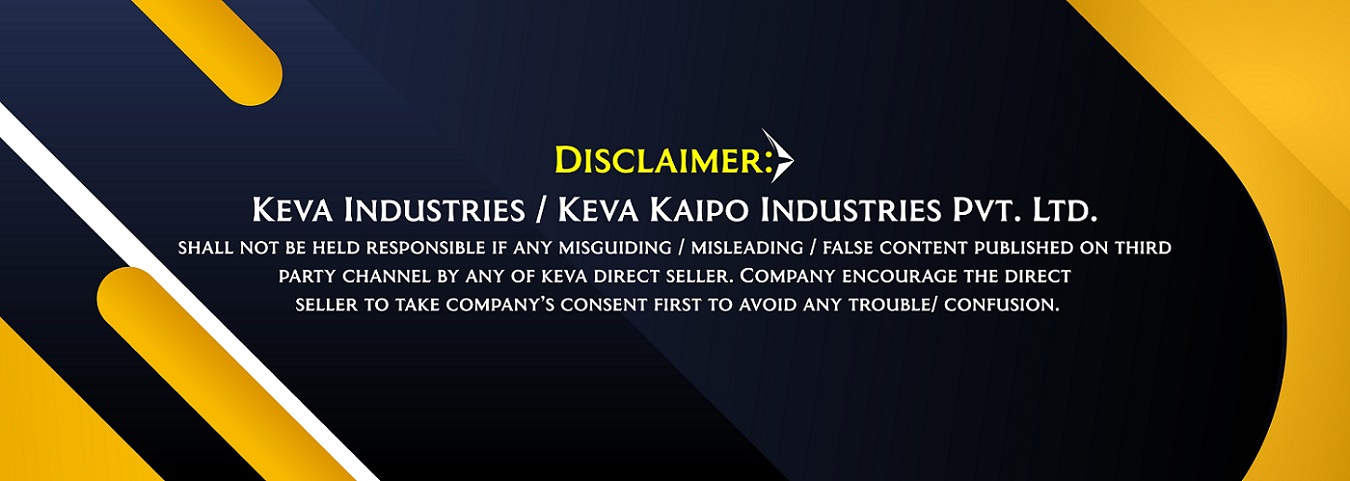 Disclaimer:
Keva Industries / Keva Kaipo Industries Pvt. Ltd.
shall not be held responsible if any misguiding / misleading / false content published on third
party channel by any of keva direct seller. Company encourage the direct
seller to take company's consent first to avoid any trouble/ confusion.